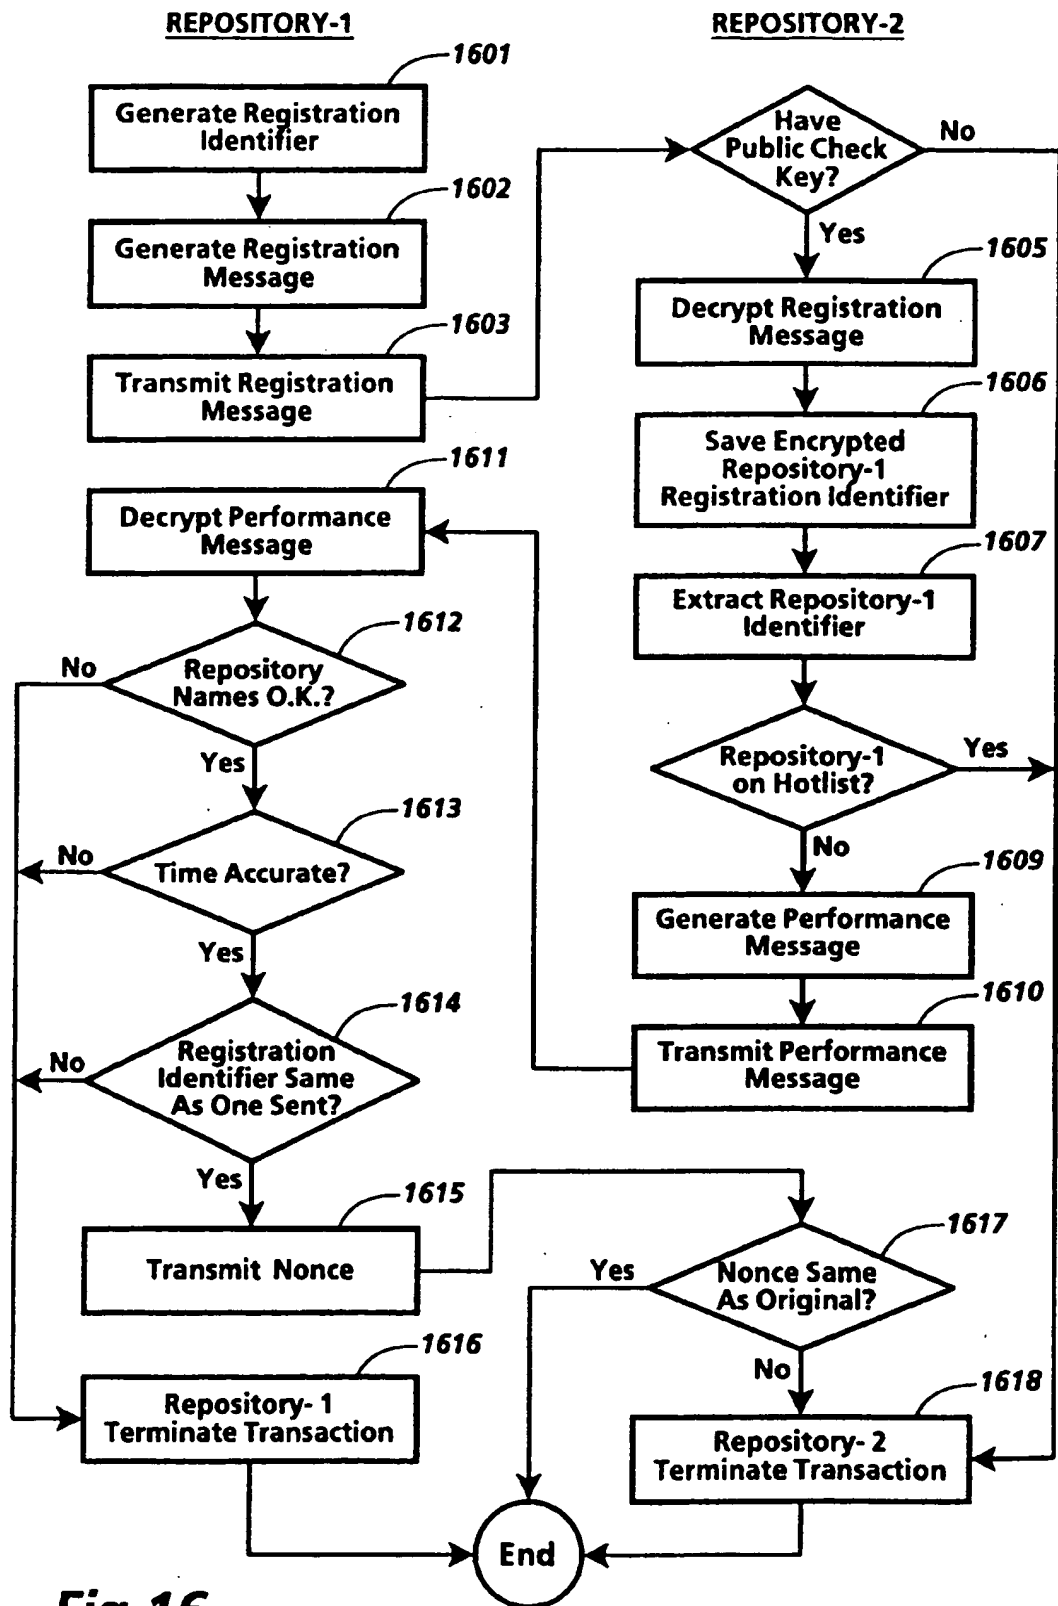 REPOSITORY-1
1601
Generate Registration
Identifier
1602
Generate Registration
Message
1603
Transmit Registration
Message
1611
Decrypt Performance
Message
1612
No
Repository
Names O.K.?
Yes
1613
No
Time Accurate?
Yes
1614
No
Registration
Identifier Same
As One Sent?
Yes
1615
Transmit Nonce
1616
Repository- 1
Terminate Transaction
REPOSITORY-2
Have
Public Check
Key?
No
Yes
1605
Decrypt Registration
Message
1606
Save Encrypted
Repository-1
Registration Identifier
1607
Extract Repository-1
Identifier
Repository-1
on Hotlist?
Yes
No
1609
Generate Performance
Message
1610
Transmit Performance
Message
1617
Yes
Nonce Same
As Original?
No
1618
Repository- 2
Terminate Transaction
End
Fig.16